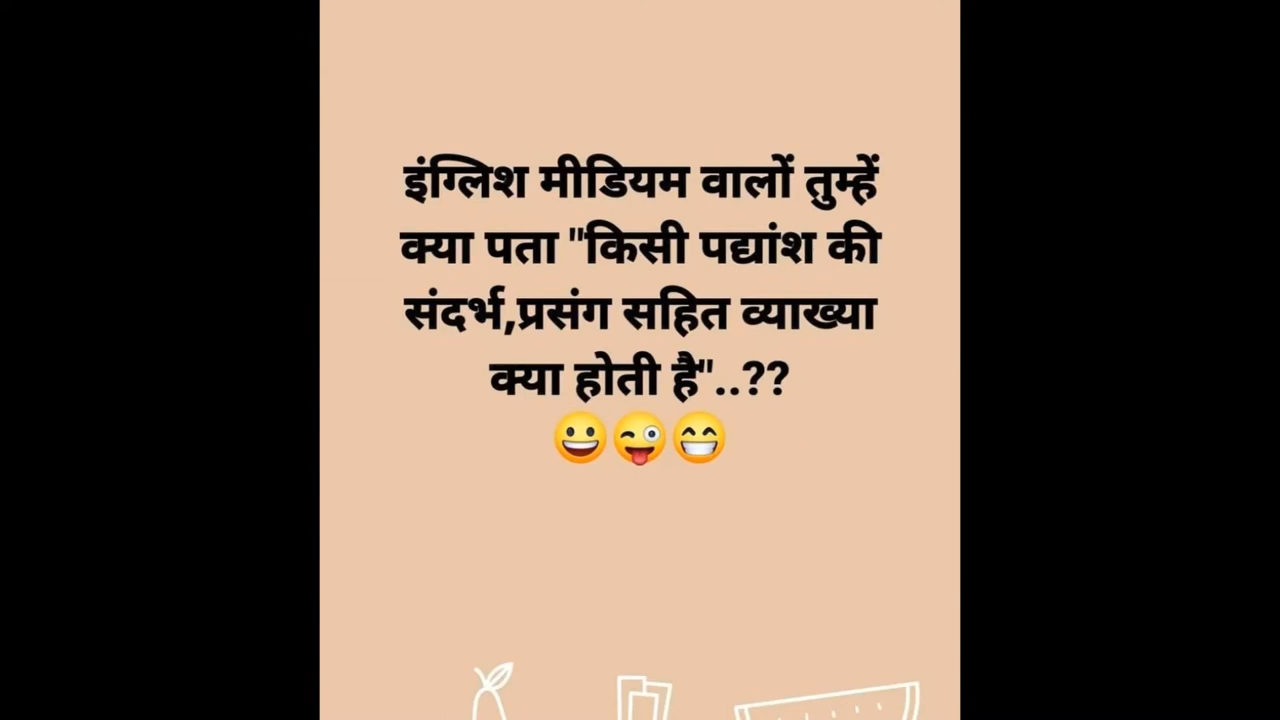 इंग्लिश मीडियम वालों तुम्हें
क्या पता "किसी पद्यांश की
संदर्भ,प्रसंग सहित व्याख्या
क्या होती है"..??
😀😜😁